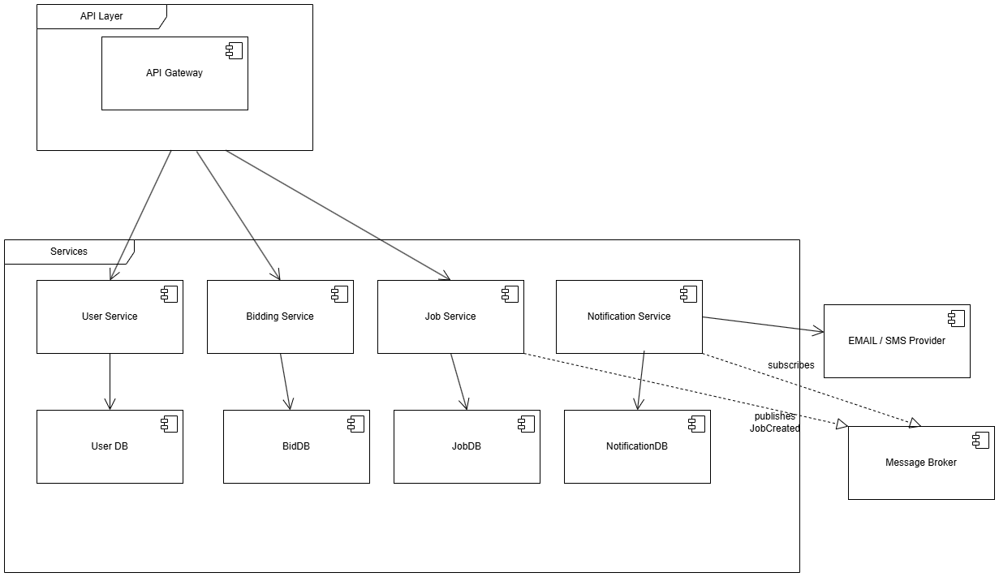 API Layer
API Gateway
Services
User Service
Bidding Service
Job Service
Notification Service
EMAIL / SMS Provider
subscribes
publishes
JobCreated
User DB
BidDB
JobDB
NotificationDB
Message Broker